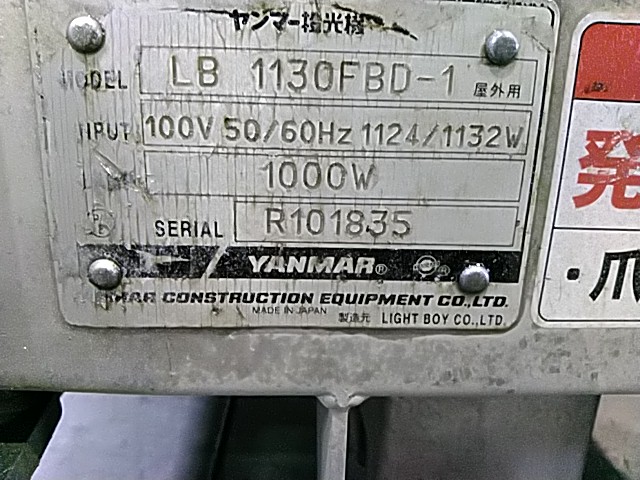 ヤンマー投光機
MODEL LB 1130FBD-1 屋外用
INPUT 100V 50/60Hz 1124/1132W
1000W
SERIAL R101835
YANMAR®
CONSTRUCTION EQUIPMENT CO.,LTD.
MADE IN JAPAN
製造元 LIGHT BOY CO.,LTD.
発
・爪